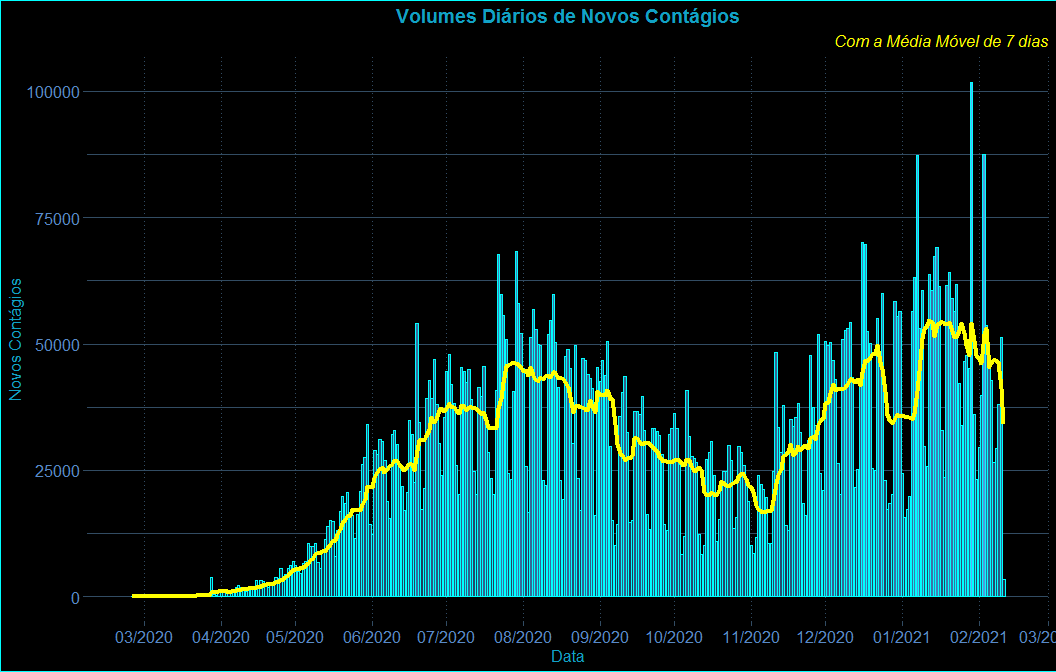 Volumes Diários de Novos Contágios
Com a Média Móvel de 7 dias
100000
75000
50000
25000
0
Novos Contágios
03/2020 04/2020 05/2020 06/2020 07/2020 08/2020 09/2020 10/2020 11/2020 12/2020 01/2021 02/2021 03/20
Data